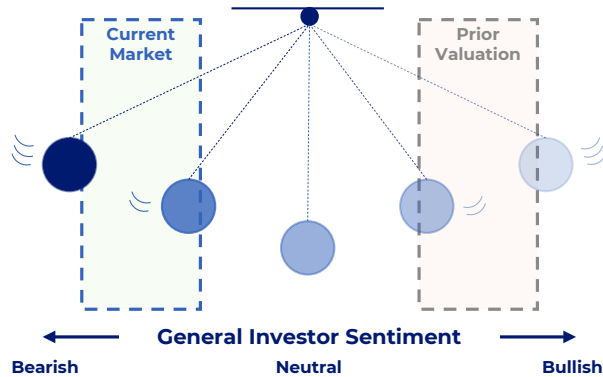 Current
Market
Prior
Valuation
General Investor Sentiment
Bearish
Neutral
Bullish